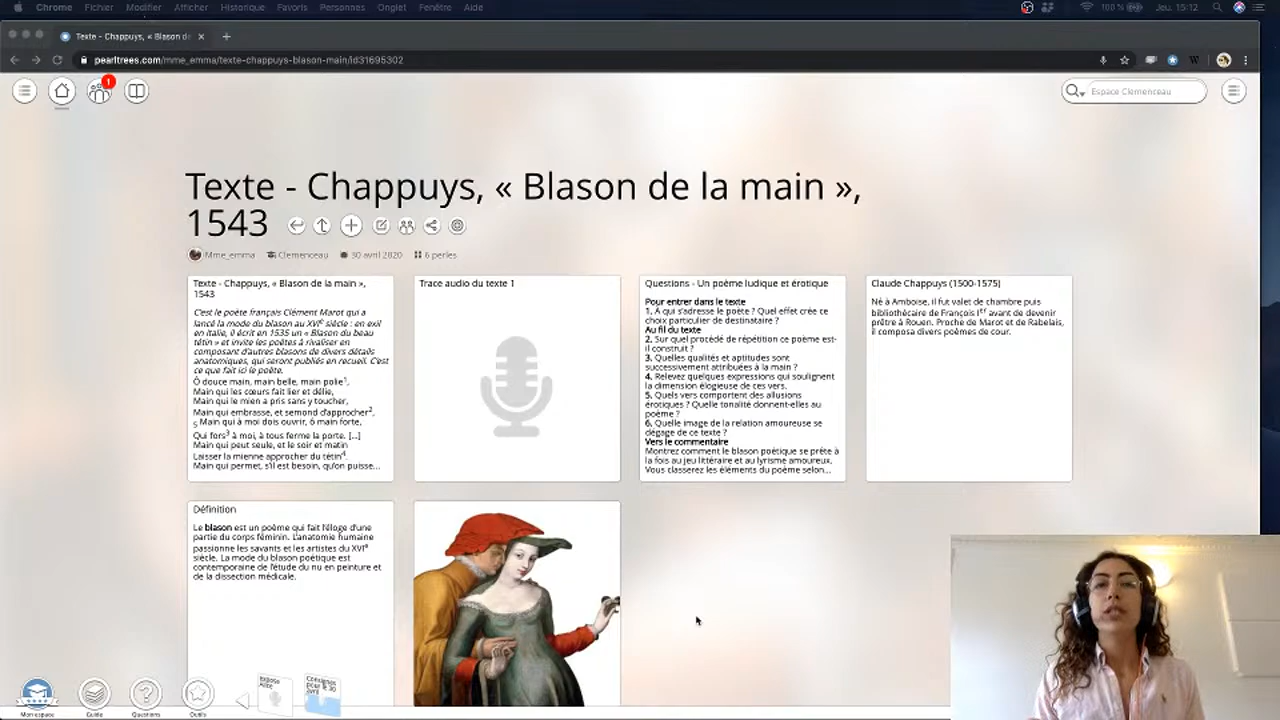 Chrome Fichier Modifier Afficher Historique Favoris Personnes Onglet Fenêtre Aide
100 % Jeu. 15:12
Texte - Chappuys, « Blason de
pearltrees.com/mme_emma/texte-chappuys-blason-main/id31695302
1
Espace Clemenceau
Texte - Chappuys, « Blason de la main »,
1543
Mme_emma Clemenceau 30 avril 2020 6 perles
Texte - Chappuys, « Blason de la main »,
1543
C'est le poète français Clément Marot qui a
lancé la mode du blason au XVIe siècle : en exil
en Italie, il écrit en 1535 un « Blason du beau
tétin » et invite les poètes à rivaliser en
composant d'autres blasons de divers détails
anatomiques, qui seront publiés en recueil. C'est
ce que fait ici le poète.
Ô douce main, main belle, main polie1,
Main qui les cœurs fait lier et délie,
Main qui le mien a pris sans y toucher,
Main qui embrasse, et semond d'approcher2,
5 Main qui à moi dois ouvrir, ô main forte,
Qui fors3 à moi, à tous ferme la porte. [...]
Main qui peut seule, et le soir et matin
Laisser la mienne approcher du tétin4.
Main qui permet, s'il est besoin, qu'on puisse...
Trace audio du texte 1
Questions - Un poème ludique et érotique
Pour entrer dans le texte
1. À qui s'adresse le poète ? Quel effet crée ce
choix particulier de destinataire ?
Au fil du texte
2. Sur quel procédé de répétition ce poème est-
il construit ?
3. Quelles qualités et aptitudes sont
successivement attribuées à la main ?
4. Relevez quelques expressions qui soulignent
la dimension élogieuse de ces vers.
5. Quels vers comportent des allusions
érotiques ? Quelle tonalité donnent-elles au
poème ?
6. Quelle image de la relation amoureuse se
dégage de ce texte ?
Vers le commentaire
Montrez comment le blason poétique se prête à
la fois au jeu littéraire et au lyrisme amoureux.
Vous classerez les éléments du poème selon...
Claude Chappuys (1500-1575)
Né à Amboise, il fut valet de chambre puis
bibliothécaire de François Ier avant de devenir
prêtre à Rouen. Proche de Marot et de Rabelais,
il composa divers poèmes de cour.
Définition
Le blason est un poème qui fait l'éloge d'une
partie du corps féminin. L'anatomie humaine
passionne les savants et les artistes du XVIe
siècle. La mode du blason poétique est
contemporaine de l'étude du nu en peinture et
de la dissection médicale.
Mon espace Guide Questions Outils